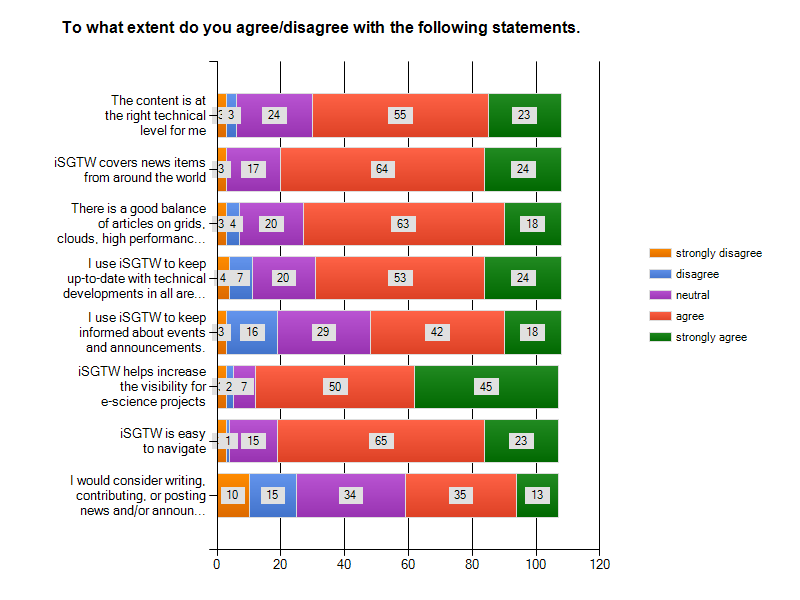 To what extent do you agree/disagree with the following statements.
The content is at
the right technical
level for me
3 3 24 55 23
iSGTW covers news items
from around the world
3 17 64 24
There is a good balance
of articles on grids,
clouds, high performanc...
3 4 20 63 18
I use iSGTW to keep
up-to-date with technical
developments in all are...
4 7 20 53 24
I use iSGTW to keep
informed about events
and announcements.
3 16 29 42 18
iSGTW helps increase
the visibility for
e-science projects
2 7 50 45
iSGTW is easy
to navigate
1 15 65 23
I would consider writing,
contributing, or posting
news and/or announ...
10 15 34 35 13
0 20 40 60 80 100 120
strongly disagree
disagree
neutral
agree
strongly agree